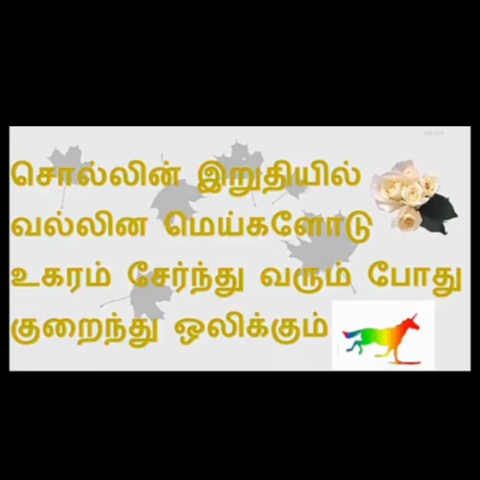 சொல்லின் இறுதியில்
வல்லின மெய்களோடு
உகரம் சேர்ந்து வரும் போது
குறைந்து ஒலிக்கும்